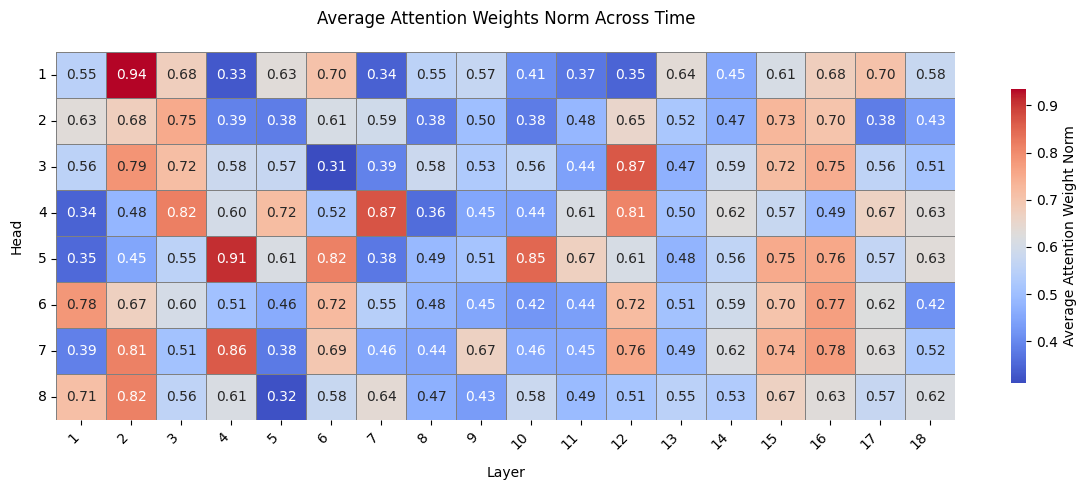 Average Attention Weights Norm Across Time
1 0.55 0.94 0.68 0.33 0.63 0.70 0.34 0.55 0.57 0.41 0.37 0.35 0.64 0.45 0.61 0.68 0.70 0.58
2 0.63 0.68 0.75 0.39 0.38 0.61 0.59 0.38 0.50 0.38 0.48 0.65 0.52 0.47 0.73 0.70 0.38 0.43
3 0.56 0.79 0.72 0.58 0.57 0.31 0.39 0.58 0.53 0.56 0.44 0.87 0.47 0.59 0.72 0.75 0.56 0.51
4 0.34 0.48 0.82 0.60 0.72 0.52 0.87 0.36 0.45 0.44 0.61 0.81 0.50 0.62 0.57 0.49 0.67 0.63
5 0.35 0.45 0.55 0.91 0.61 0.82 0.38 0.49 0.51 0.85 0.67 0.61 0.48 0.56 0.75 0.76 0.57 0.63
6 0.78 0.67 0.60 0.51 0.46 0.72 0.55 0.48 0.45 0.42 0.44 0.72 0.51 0.59 0.70 0.77 0.62 0.42
7 0.39 0.81 0.51 0.86 0.38 0.69 0.46 0.44 0.67 0.46 0.45 0.76 0.49 0.62 0.74 0.78 0.63 0.52
8 0.71 0.82 0.56 0.61 0.32 0.58 0.64 0.47 0.43 0.58 0.49 0.51 0.55 0.53 0.67 0.63 0.57 0.62
1 2 3 4 5 6 7 8 9 10 11 12 13 14 15 16 17 18
Layer
Head
0.9
0.8
0.7
0.6
0.5
0.4
Average Attention Weight Norm